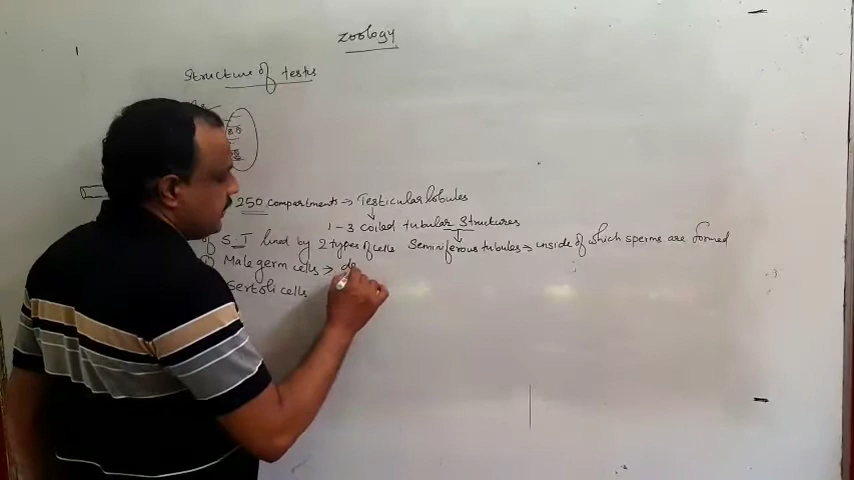 Zoology
Structure of testis
250 compartments → Testicular lobules
1-3 coiled tubular Structures
of S.T lined by 2 types of cells Seminiferous tubules → inside of which sperms are formed
Male germ cells →
Sertoli cells